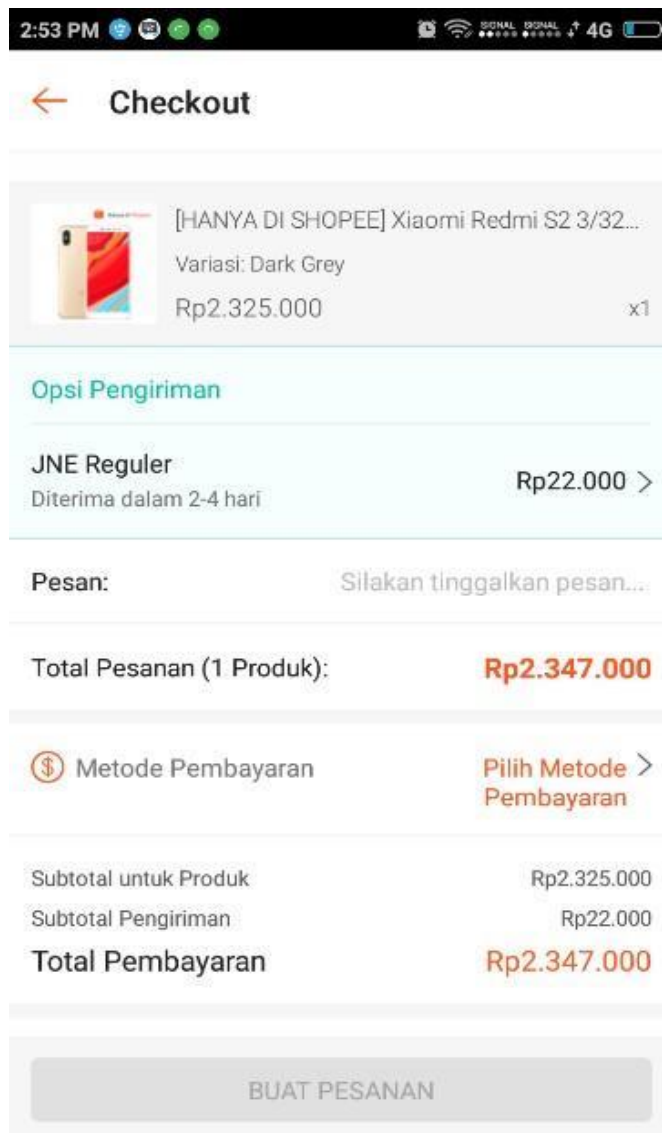 2:53 PM
SIGNAL SIGNAL 4G
Checkout
[HANYA DI SHOPEE] Xiaomi Redmi S2 3/32...
Variasi: Dark Grey
Rp2.325.000 x1
Opsi Pengiriman
JNE Reguler
Rp22.000 >
Diterima dalam 2-4 hari
Pesan: Silakan tinggalkan pesan...
Total Pesanan (1 Produk): Rp2.347.000
Metode Pembayaran
Pilih Metode >
Pembayaran
Subtotal untuk Produk Rp2.325.000
Subtotal Pengiriman Rp22.000
Total Pembayaran Rp2.347.000
BUAT PESANAN